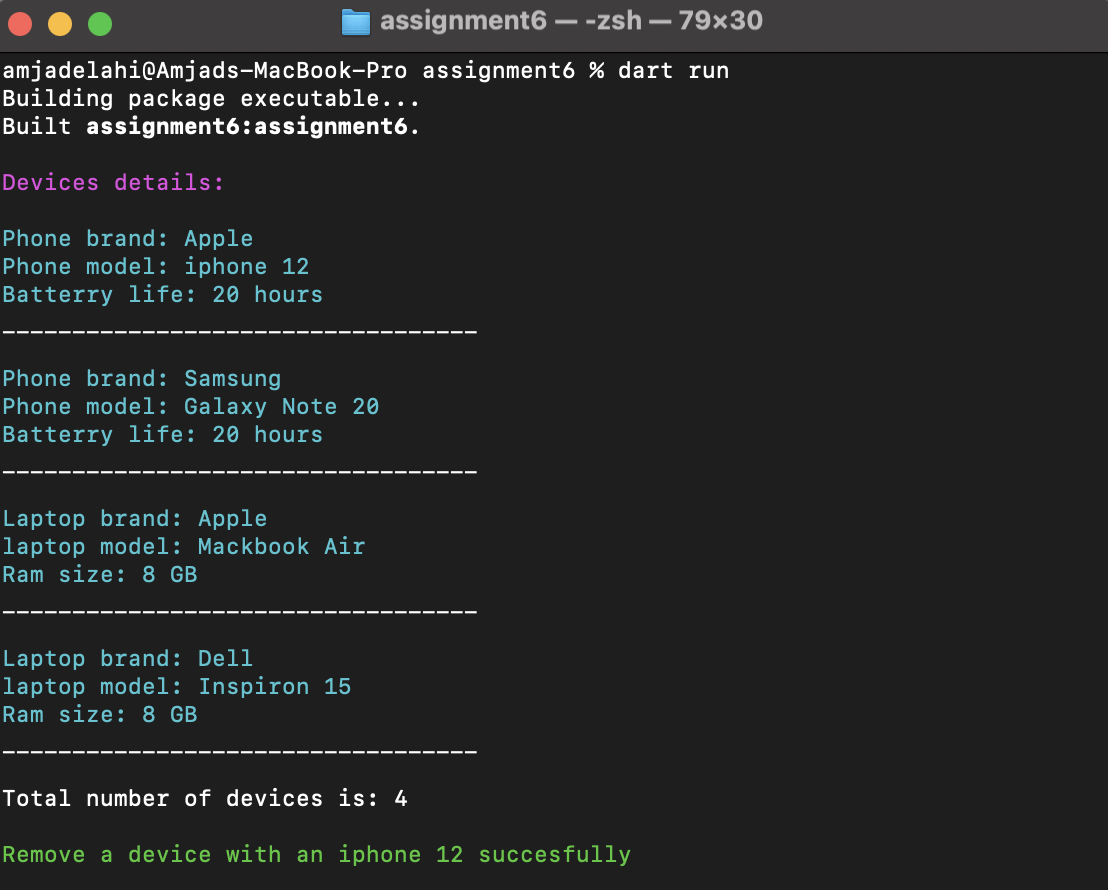 assignment6 — -zsh — 79×30
amjadelahi@Amjads-MacBook-Pro assignment6 % dart run
Building package executable...
Built assignment6:assignment6.
Devices details:
Phone brand: Apple
Phone model: iphone 12
Batterry life: 20 hours
----------------------------------
Phone brand: Samsung
Phone model: Galaxy Note 20
Batterry life: 20 hours
----------------------------------
Laptop brand: Apple
laptop model: Mackbook Air
Ram size: 8 GB
----------------------------------
Laptop brand: Dell
laptop model: Inspiron 15
Ram size: 8 GB
----------------------------------
Total number of devices is: 4
Remove a device with an iphone 12 succesfully